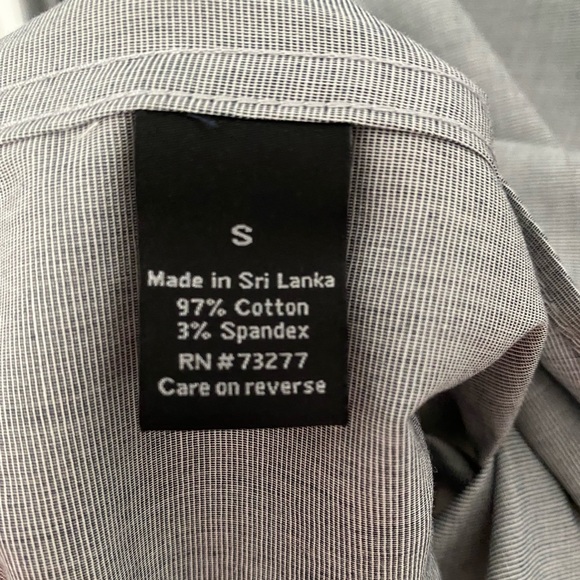 S
Made in Sri Lanka
97% Cotton
3% Spandex
RN #73277
Care on reverse